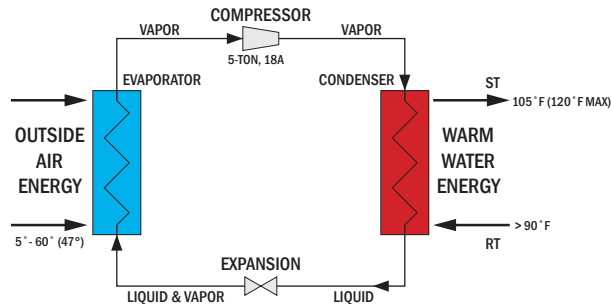 COMPRESSOR
VAPOR
VAPOR
5-TON, 18A
EVAPORATOR
CONDENSER
ST
105˚F (120˚F MAX)
OUTSIDE
AIR
ENERGY
WARM
WATER
ENERGY
5˚- 60˚ (47°)
> 90˚F
RT
EXPANSION
LIQUID & VAPOR
LIQUID